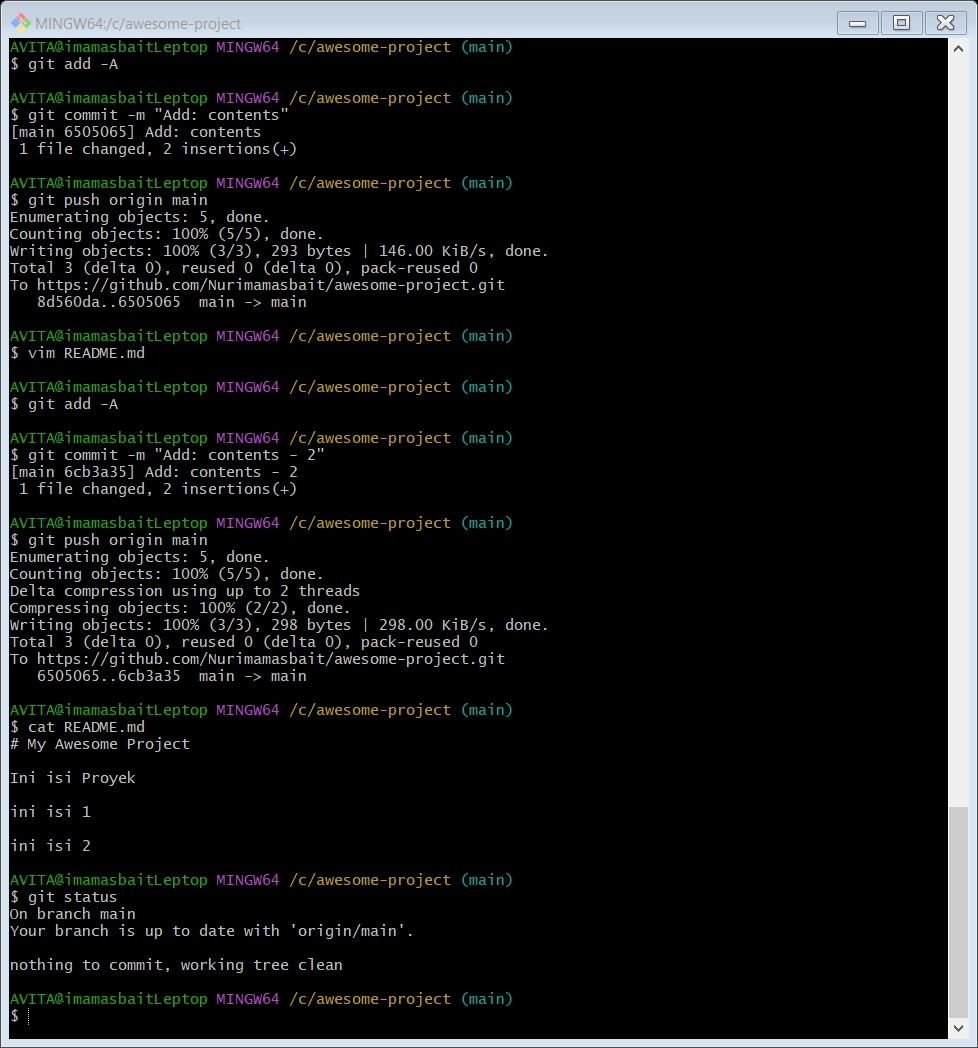 MINGW64:/c/awesome-project
AVITA@imamasbaitLeptop MINGW64 /c/awesome-project (main)
$ git add -A
AVITA@imamasbaitLeptop MINGW64 /c/awesome-project (main)
$ git commit -m "Add: contents"
[main 6505065] Add: contents
 1 file changed, 2 insertions(+)
AVITA@imamasbaitLeptop MINGW64 /c/awesome-project (main)
$ git push origin main
Enumerating objects: 5, done.
Counting objects: 100% (5/5), done.
Writing objects: 100% (3/3), 293 bytes | 146.00 KiB/s, done.
Total 3 (delta 0), reused 0 (delta 0), pack-reused 0
To https://github.com/Nurimamasbait/awesome-project.git
   8d560da..6505065  main -> main
AVITA@imamasbaitLeptop MINGW64 /c/awesome-project (main)
$ vim README.md
AVITA@imamasbaitLeptop MINGW64 /c/awesome-project (main)
$ git add -A
AVITA@imamasbaitLeptop MINGW64 /c/awesome-project (main)
$ git commit -m "Add: contents - 2"
[main 6cb3a35] Add: contents - 2
 1 file changed, 2 insertions(+)
AVITA@imamasbaitLeptop MINGW64 /c/awesome-project (main)
$ git push origin main
Enumerating objects: 5, done.
Counting objects: 100% (5/5), done.
Delta compression using up to 2 threads
Compressing objects: 100% (2/2), done.
Writing objects: 100% (3/3), 298 bytes | 298.00 KiB/s, done.
Total 3 (delta 0), reused 0 (delta 0), pack-reused 0
To https://github.com/Nurimamasbait/awesome-project.git
   6505065..6cb3a35  main -> main
AVITA@imamasbaitLeptop MINGW64 /c/awesome-project (main)
$ cat README.md
# My Awesome Project
Ini isi Proyek
ini isi 1
ini isi 2
AVITA@imamasbaitLeptop MINGW64 /c/awesome-project (main)
$ git status
On branch main
Your branch is up to date with 'origin/main'.
nothing to commit, working tree clean
AVITA@imamasbaitLeptop MINGW64 /c/awesome-project (main)
$